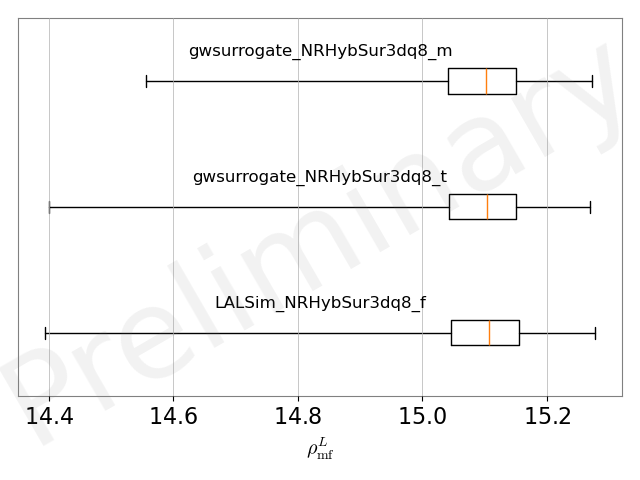 gwsurrogate_NRHybSur3dq8_m
gwsurrogate_NRHybSur3dq8_t
LALSim_NRHybSur3dq8_f
Preliminary
14.4 14.6 14.8 15.0 15.2
ρ^L_mf